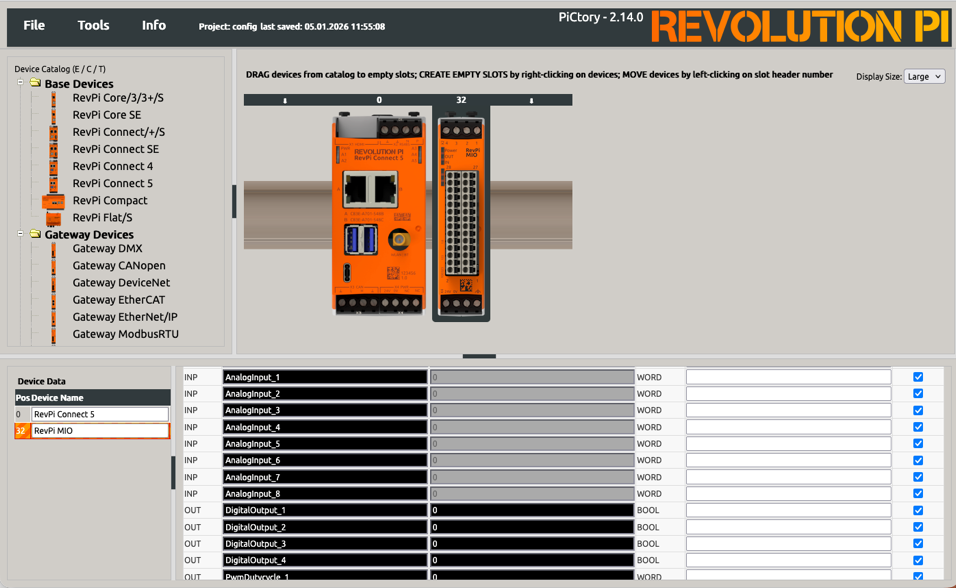 File Tools Info Project: config last saved: 05.01.2026 11:55:08 PiCtory - 2.14.0 REVOLUTION PI
Device Catalog (E / C / T)
Base Devices
RevPi Core/3/3+/S
RevPi Core SE
RevPi Connect/+/S
RevPi Connect SE
RevPi Connect 4
RevPi Connect 5
RevPi Compact
RevPi Flat/S
Gateway Devices
Gateway DMX
Gateway CANopen
Gateway DeviceNet
Gateway EtherCAT
Gateway EtherNet/IP
Gateway ModbusRTU
DRAG devices from catalog to empty slots; CREATE EMPTY SLOTS by right-clicking on devices; MOVE devices by left-clicking on slot header number
Display Size: Large
0 32
REVOLUTION PI
RevPi Connect 5
RevPi
MIO
Device Data
Pos Device Name
0 RevPi Connect 5
32 RevPi MIO
INP AnalogInput_1 0 WORD
INP AnalogInput_2 0 WORD
INP AnalogInput_3 0 WORD
INP AnalogInput_4 0 WORD
INP AnalogInput_5 0 WORD
INP AnalogInput_6 0 WORD
INP AnalogInput_7 0 WORD
INP AnalogInput_8 0 WORD
OUT DigitalOutput_1 0 BOOL
OUT DigitalOutput_2 0 BOOL
OUT DigitalOutput_3 0 BOOL
OUT DigitalOutput_4 0 BOOL
OUT PwmDutycycle_1 0 WORD